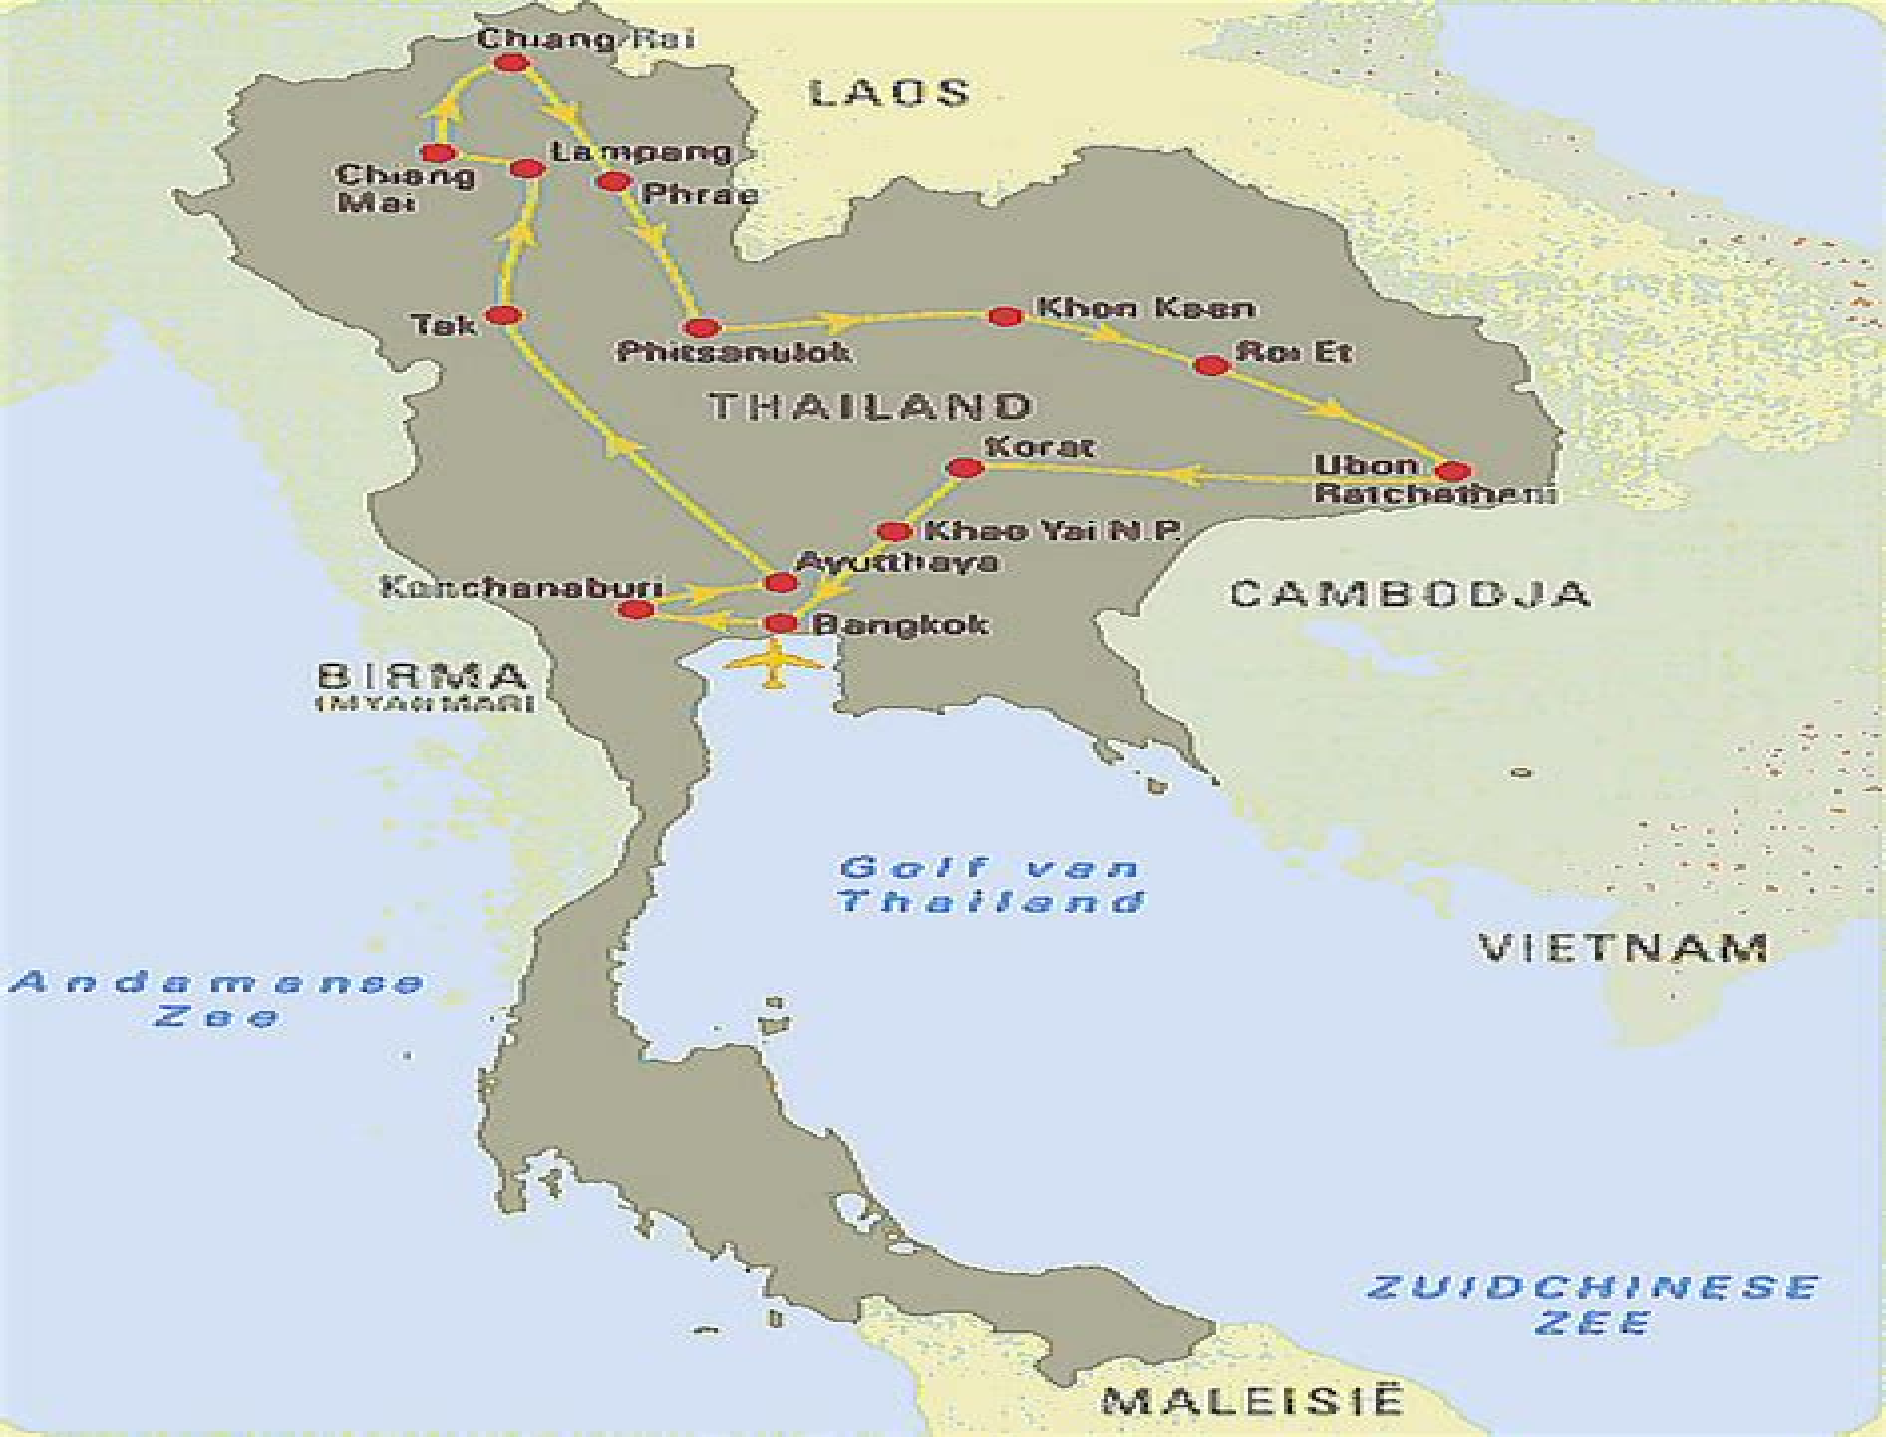 Chiang Rai
LAOS
Lampang
Chiang
Mai
Phrae
Tak
Khon Kaen
Phitsanulok
Roi Et
THAILAND
Korat
Ubon
Ratchathani
Khao Yai N.P.
Ayutthaya
Kanchanaburi
CAMBODJA
Bangkok
BIRMA
(MYANMAR)
Golf van
Thailand
VIETNAM
Andamanse
Zee
ZUIDCHINESE
ZEE
MALEISIË